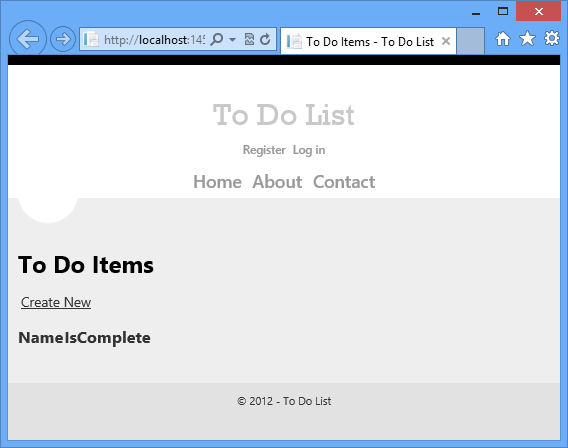 http://localhost:145
To Do Items - To Do List
To Do List
Register Log in
Home About Contact
To Do Items
Create New
NameIsComplete
© 2012 - To Do List